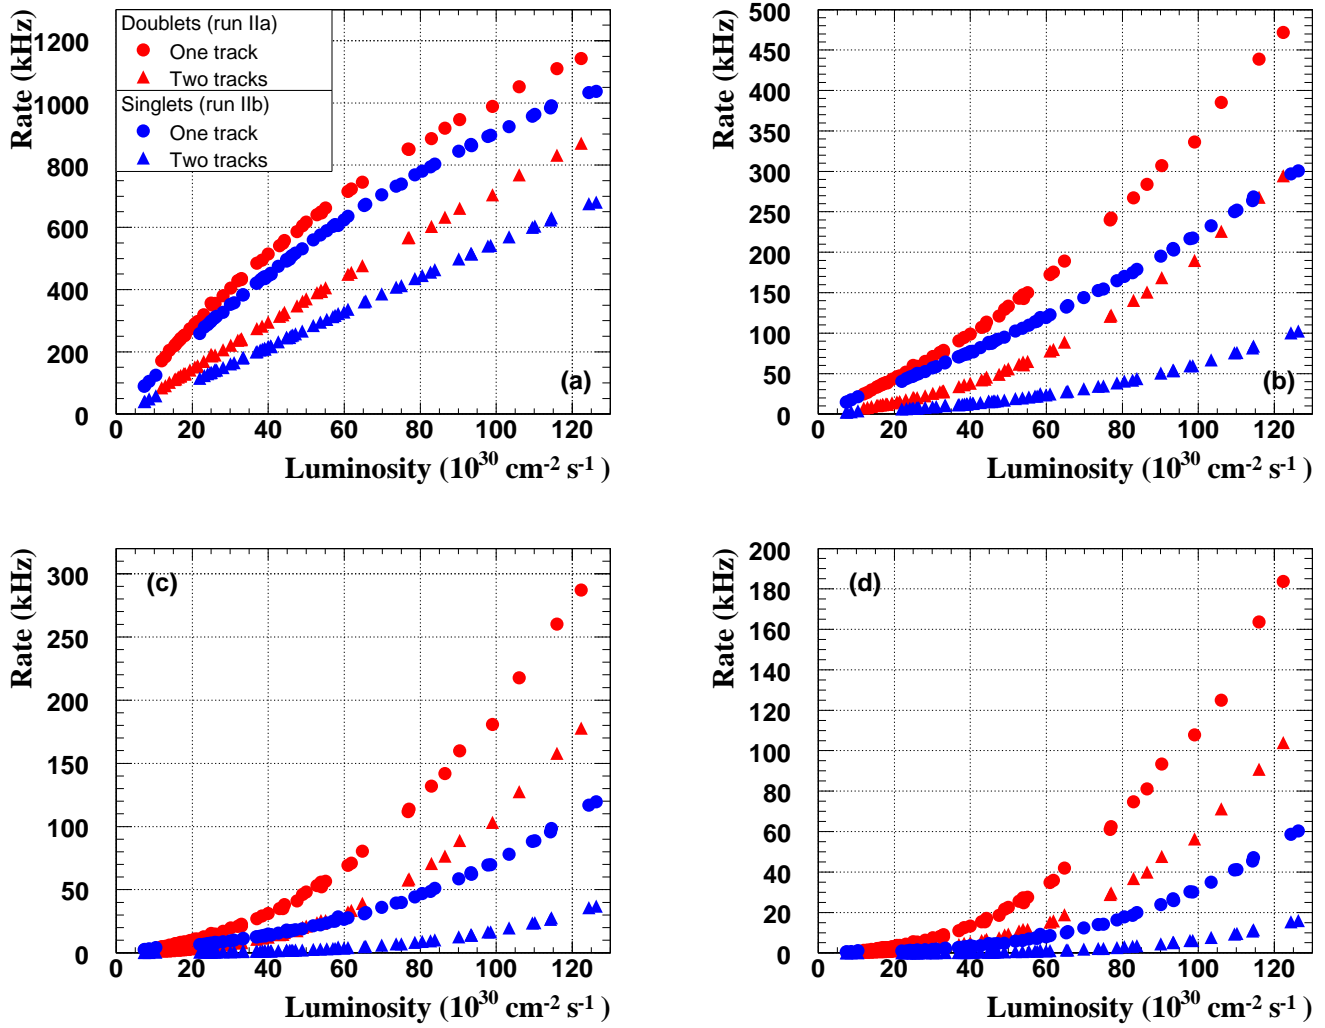 Doublets (run IIa)
One track
Two tracks
Singlets (run IIb)
One track
Two tracks
Rate (kHz)
1200
1000
800
600
400
200
0
(a)
0 20 40 60 80 100 120
Luminosity (10^30 cm^-2 s^-1)
Rate (kHz)
500
450
400
350
300
250
200
150
100
50
0
(b)
0 20 40 60 80 100 120
Luminosity (10^30 cm^-2 s^-1)
Rate (kHz)
300
250
200
150
100
50
0
(c)
0 20 40 60 80 100 120
Luminosity (10^30 cm^-2 s^-1)
Rate (kHz)
200
180
160
140
120
100
80
60
40
20
0
(d)
0 20 40 60 80 100 120
Luminosity (10^30 cm^-2 s^-1)